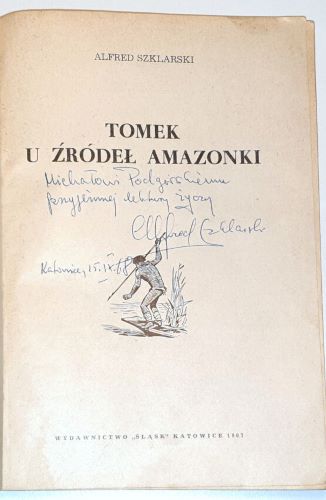 ALFRED SZKLARSKI
TOMEK
U ŹRÓDEŁ AMAZONKI
Michałowi Podgórskiemu
przyjemnej lektury życzy
Alfred Szklarski
Katowice, 15.IX.68
WYDAWNICTWO „ŚLĄSK” KATOWICE 1967